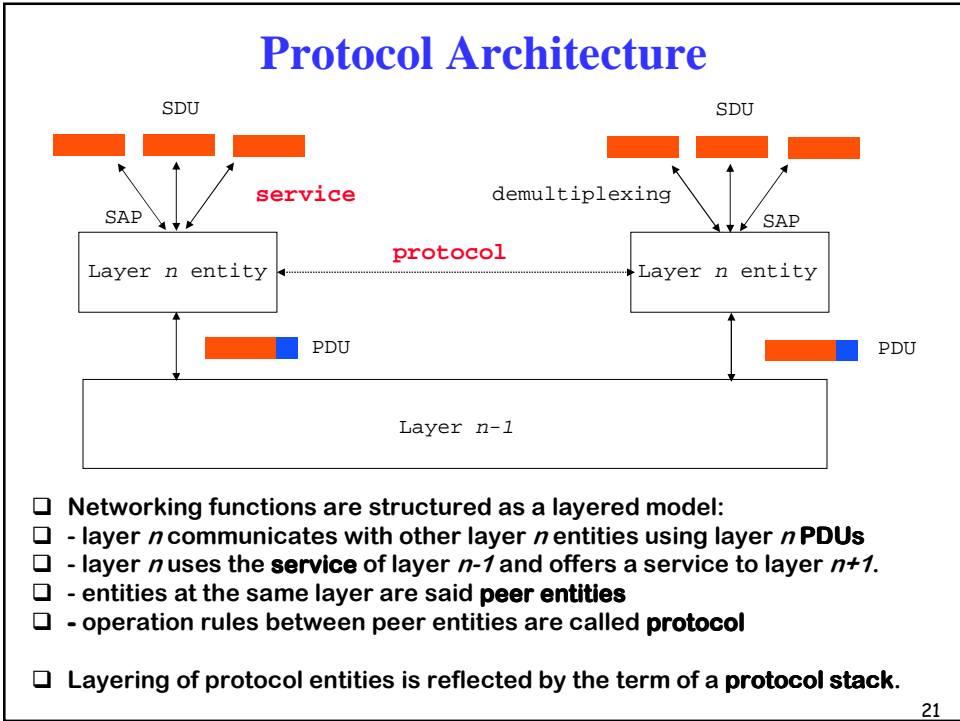 Protocol Architecture
SDU
SDU
service
demultiplexing
SAP
SAP
protocol
Layer n entity
Layer n entity
PDU
PDU
Layer n-1
❑ Networking functions are structured as a layered model:
❑ - layer n communicates with other layer n entities using layer n PDUs
❑ - layer n uses the service of layer n-1 and offers a service to layer n+1.
❑ - entities at the same layer are said peer entities
❑ - operation rules between peer entities are called protocol
❑ Layering of protocol entities is reflected by the term of a protocol stack.
21